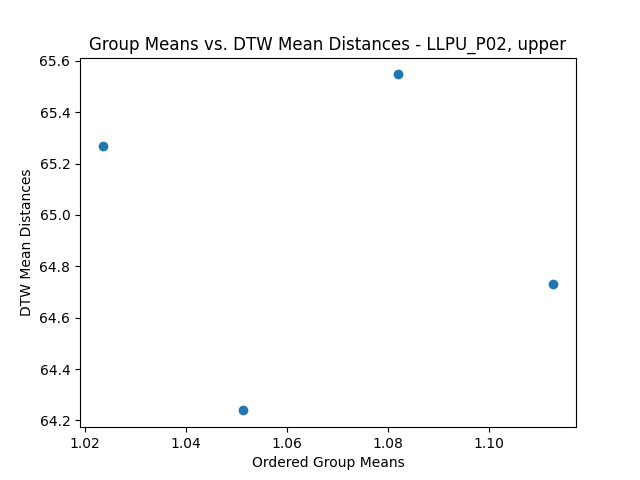 Group Means vs. DTW Mean Distances - LLPU_P02, upper
65.6
65.4
65.2
65.0
64.8
64.6
64.4
64.2
DTW Mean Distances
1.02 1.04 1.06 1.08 1.10
Ordered Group Means